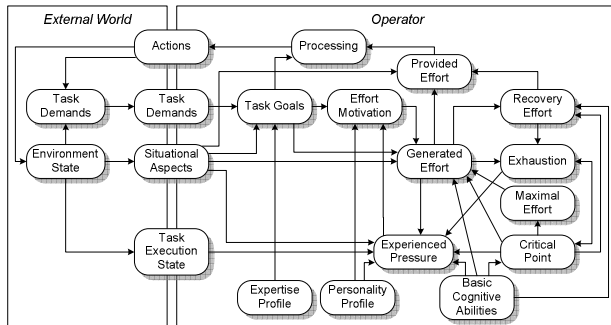 External World
Operator
Actions
Processing
Provided
Effort
Task
Demands
Task
Demands
Task Goals
Effort
Motivation
Recovery
Effort
Environment
State
Situational
Aspects
Generated
Effort
Exhaustion
Maximal
Effort
Task
Execution
State
Experienced
Pressure
Critical
Point
Expertise
Profile
Personality
Profile
Basic
Cognitive
Abilities